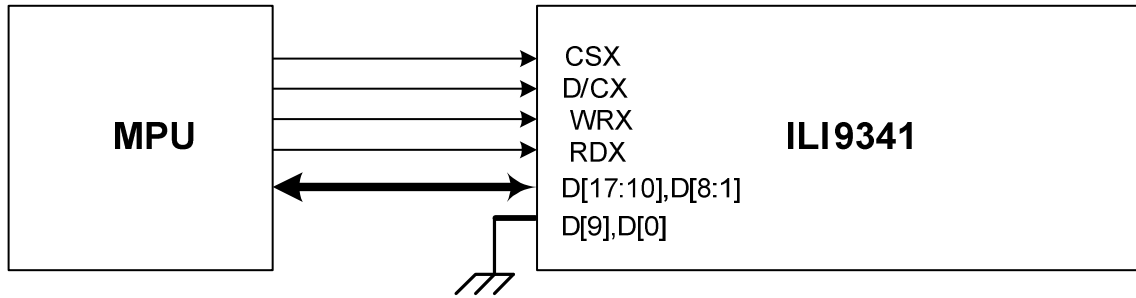 MPU
CSX
D/CX
WRX
RDX
D[17:10],D[8:1]
D[9],D[0]
ILI9341